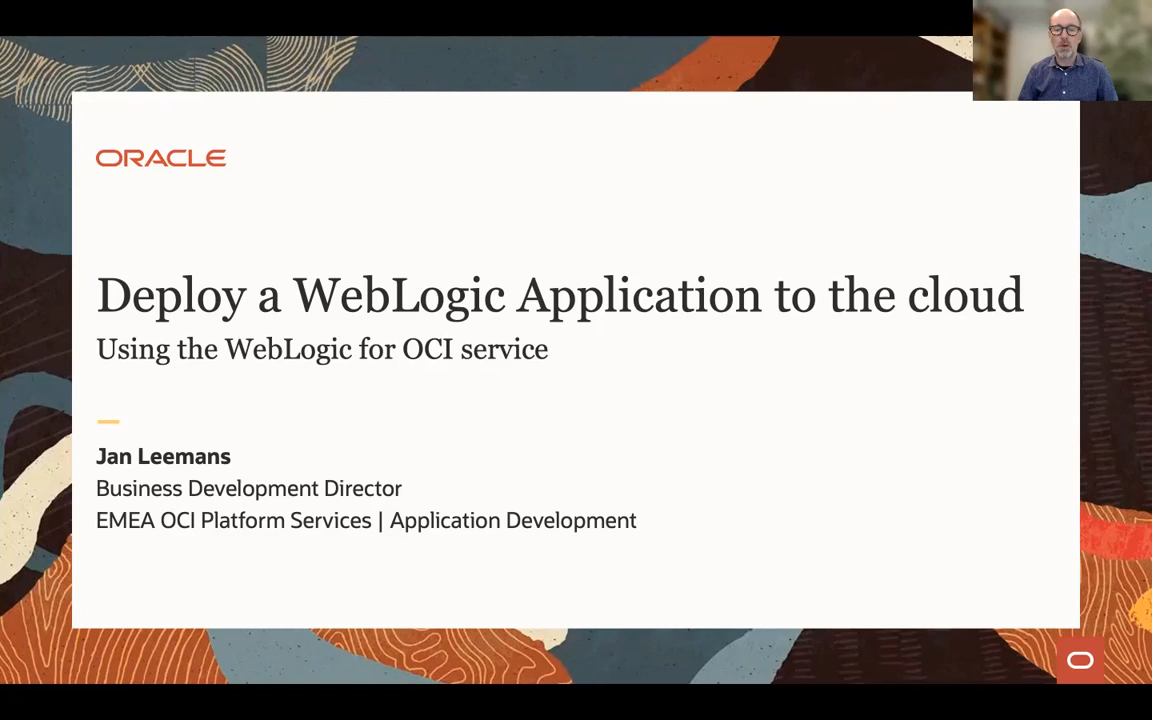 ORACLE
Deploy a WebLogic Application to the cloud
Using the WebLogic for OCI service
Jan Leemans
Business Development Director
EMEA OCI Platform Services | Application Development